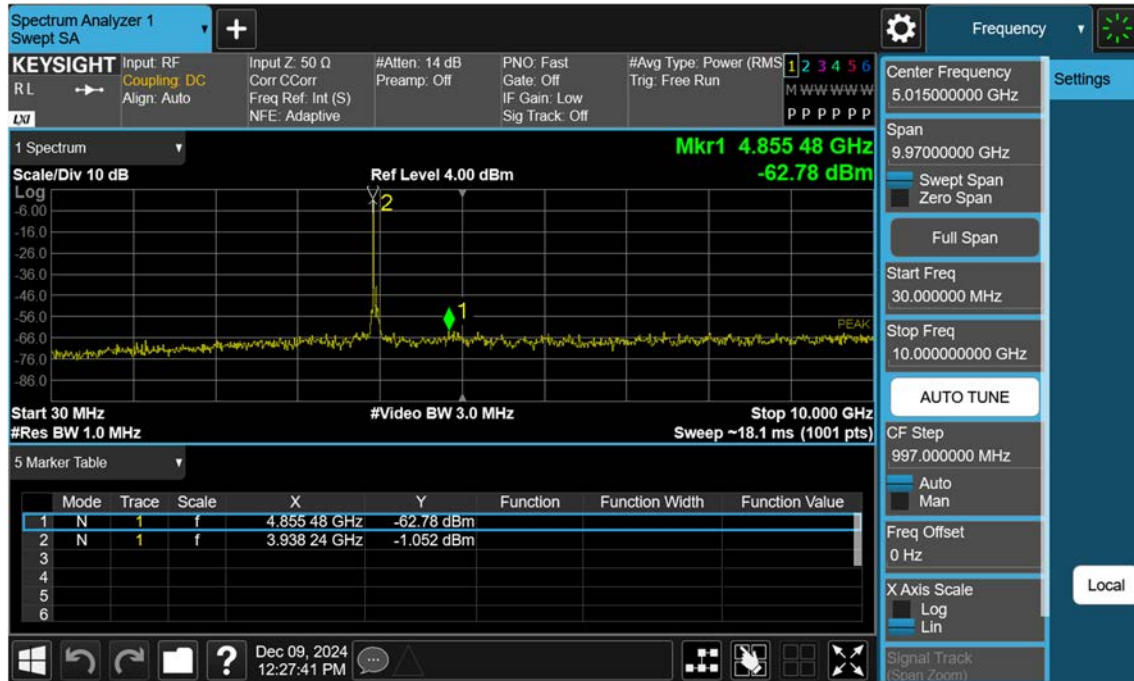 Spectrum Analyzer 1
Swept SA
+
Frequency
KEYSIGHT
RL
LXI
Input: RF
Coupling: DC
Align: Auto
Input Z: 50 Ω
Corr CCorr
Freq Ref: Int (S)
NFE: Adaptive
#Atten: 14 dB
Preamp: Off
PNO: Fast
Gate: Off
IF Gain: Low
Sig Track: Off
#Avg Type: Power (RMS
Trig: Free Run
1 2 3 4 5 6
M W W W W W
P P P P P P
1 Spectrum
Scale/Div 10 dB
Ref Level 4.00 dBm
Mkr1 4.855 48 GHz
-62.78 dBm
Log
-6.00
-16.0
-26.0
-36.0
-46.0
-56.0
-66.0
-76.0
-86.0
2
1
PEAK
Start 30 MHz
#Video BW 3.0 MHz
Stop 10.000 GHz
#Res BW 1.0 MHz
Sweep ~18.1 ms (1001 pts)
5 Marker Table
Mode Trace Scale X Y Function Function Width Function Value
1 N 1 f 4.855 48 GHz -62.78 dBm
2 N 1 f 3.938 24 GHz -1.052 dBm
3
4
5
6
?
Dec 09, 2024
12:27:41 PM
Center Frequency
5.015000000 GHz
Span
9.97000000 GHz
Swept Span
Zero Span
Full Span
Start Freq
30.000000 MHz
Stop Freq
10.000000000 GHz
AUTO TUNE
CF Step
997.000000 MHz
Auto
Man
Freq Offset
0 Hz
X Axis Scale
Log
Lin
Signal Track
(Span Zoom)
Settings
Local